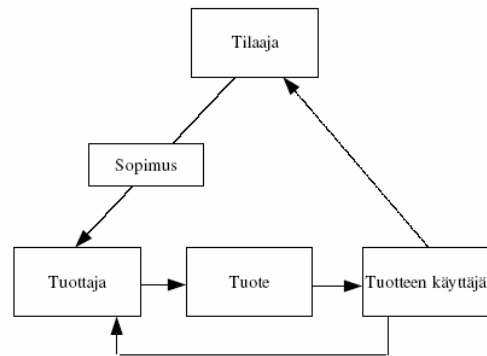 Tilaaja
Sopimus
Tuottaja
Tuote
Tuotteen käyttäjä